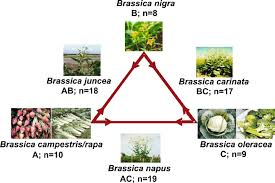 Brassica nigra
B; n=8
Brassica juncea
AB; n=18
Brassica carinata
BC; n=17
Brassica campestris/rapa
A; n=10
Brassica oleracea
C; n=9
Brassica napus
AC; n=19